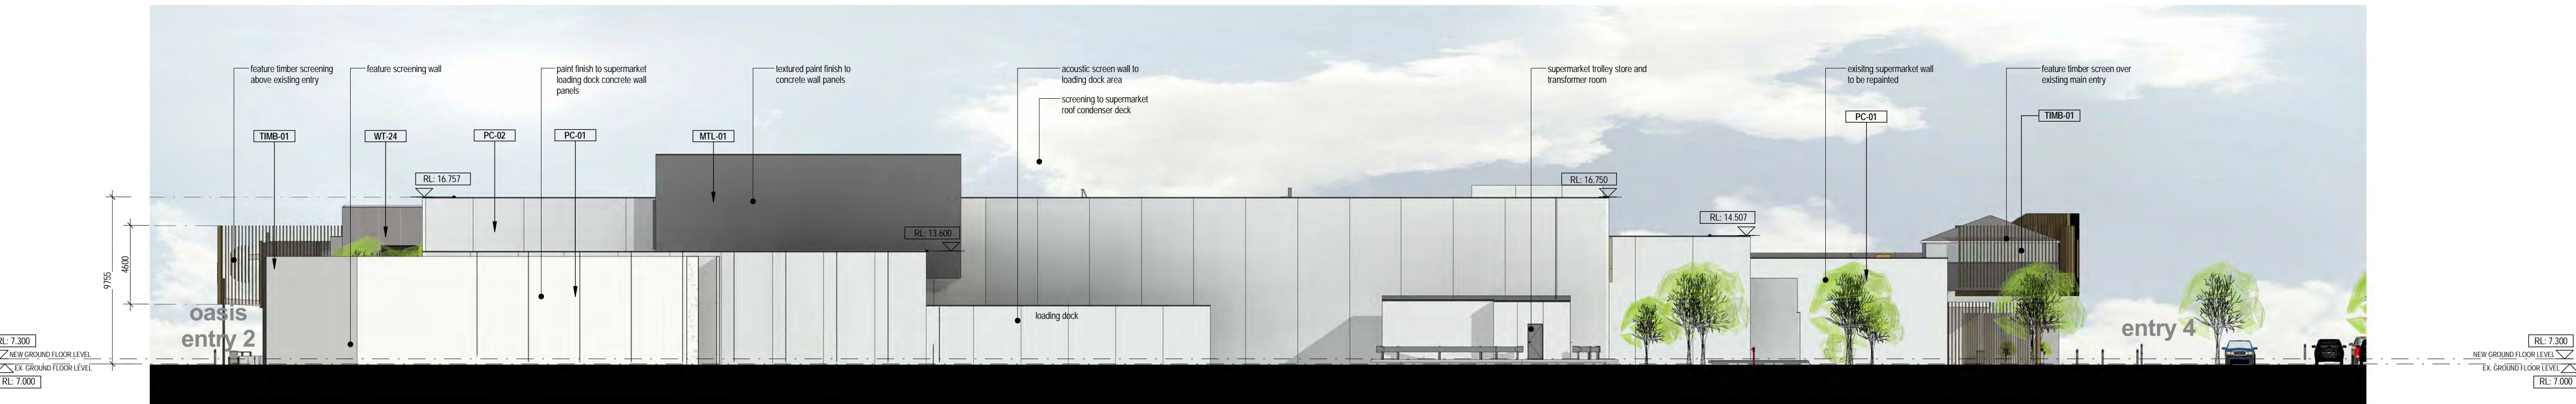 feature timber screening
above existing entry
feature screening wall
paint finish to supermarket
loading dock concrete wall
panels
textured paint finish to
concrete wall panels
acoustic screen wall to
loading dock area
screening to supermarket
roof condenser deck
supermarket trolley store and
transformer room
exisitng supermarket wall
to be repainted
feature timber screen over
existing main entry
TIMB-01
WT-24
PC-02
PC-01
MTL-01
PC-01
TIMB-01
RL: 16.757
RL: 16.750
RL: 14.507
RL: 13.600
9755
4600
oasis
entry 2
loading dock
entry 4
RL: 7.300
NEW GROUND FLOOR LEVEL
EX. GROUND FLOOR LEVEL
RL: 7.000
RL: 7.300
NEW GROUND FLOOR LEVEL
EX. GROUND FLOOR LEVEL
RL: 7.000